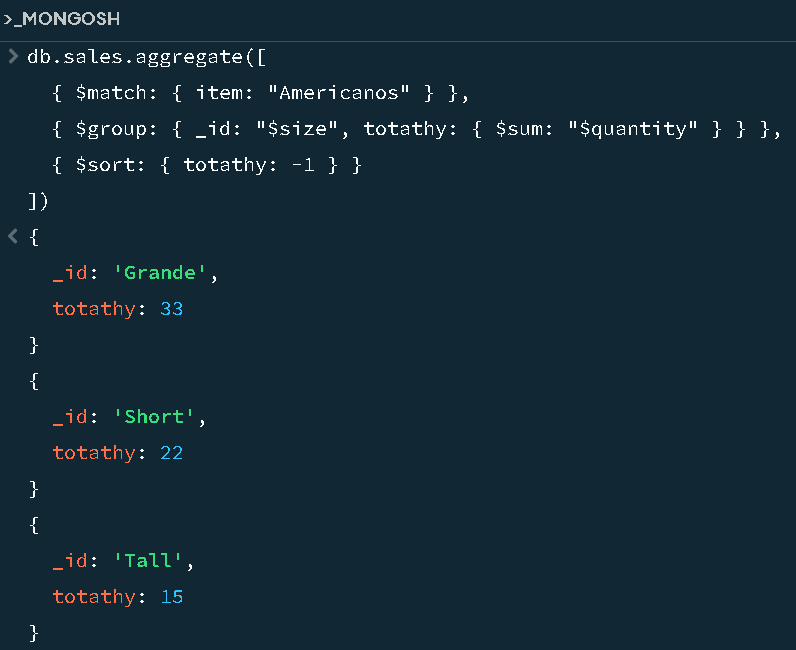 >_MONGOSH
> db.sales.aggregate([
{ $match: { item: "Americanos" } },
{ $group: { _id: "$size", totathy: { $sum: "$quantity" } } },
{ $sort: { totathy: -1 } }
])
< {
_id: 'Grande',
totathy: 33
}
{
_id: 'Short',
totathy: 22
}
{
_id: 'Tall',
totathy: 15
}